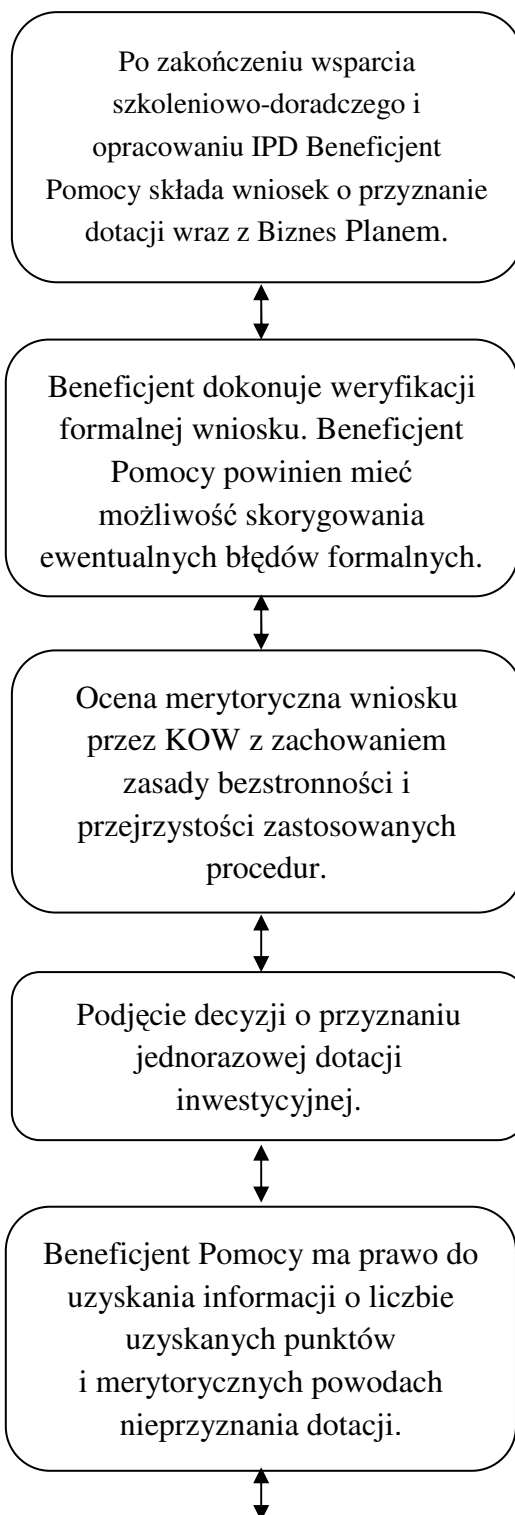 Po zakończeniu wsparcia
szkoleniowo-doradczego i
opracowaniu IPD Beneficjent
Pomocy składa wniosek o przyznanie
dotacji wraz z Biznes Planem.
Beneficjent dokonuje weryfikacji
formalnej wniosku. Beneficjent
Pomocy powinien mieć
możliwość skorygowania
ewentualnych błędów formalnych.
Ocena merytoryczna wniosku
przez KOW z zachowaniem
zasady bezstronności i
przejrzystości zastosowanych
procedur.
Podjęcie decyzji o przyznaniu
jednorazowej dotacji
inwestycyjnej.
Beneficjent Pomocy ma prawo do
uzyskania informacji o liczbie
uzyskanych punktów
i merytorycznych powodach
nieprzyznania dotacji.